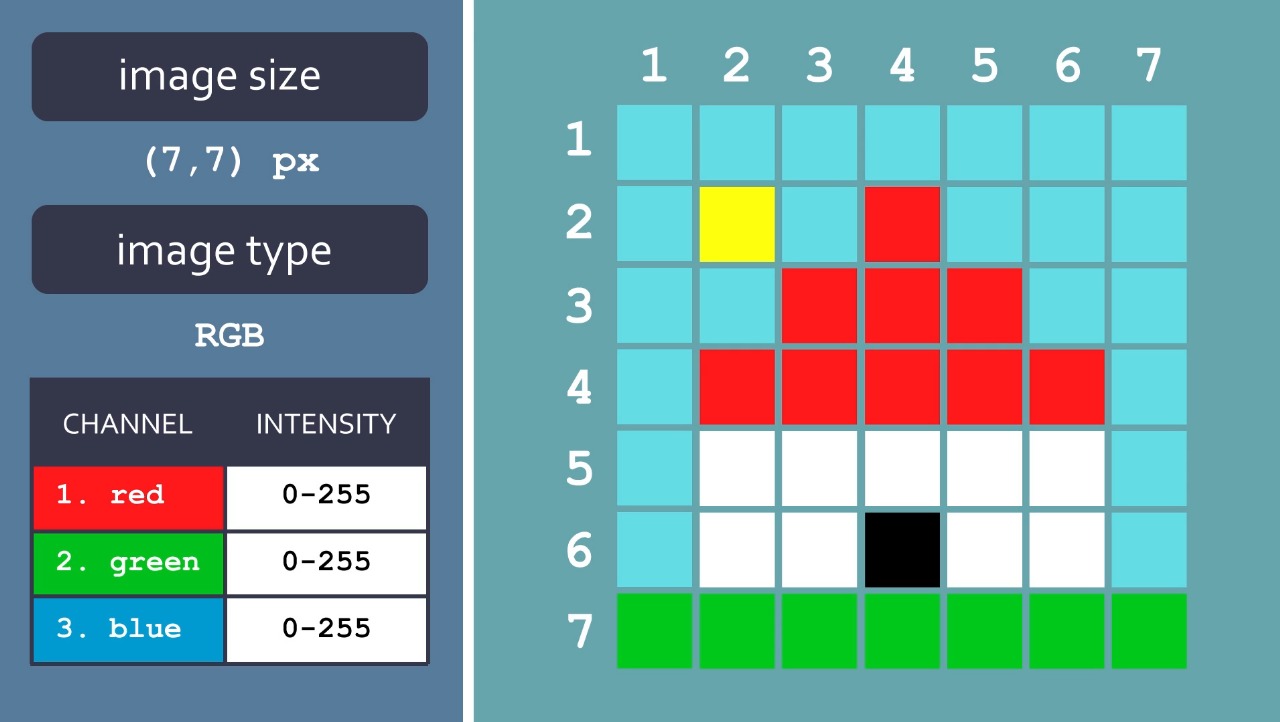 image size
(7,7) px
image type
RGB
CHANNEL INTENSITY
1. red 0-255
2. green 0-255
3. blue 0-255
1 2 3 4 5 6 7
1
2
3
4
5
6
7